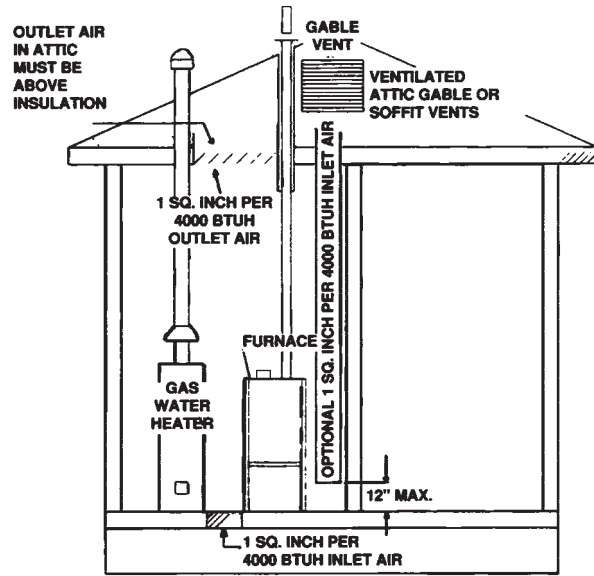 OUTLET AIR
IN ATTIC
MUST BE
ABOVE
INSULATION
GABLE
VENT
VENTILATED
ATTIC GABLE OR
SOFFIT VENTS
1 SQ. INCH PER
4000 BTUH
OUTLET AIR
OPTIONAL 1 SQ. INCH PER 4000 BTUH INLET AIR
FURNACE
GAS
WATER
HEATER
12" MAX.
1 SQ. INCH PER
4000 BTUH INLET AIR